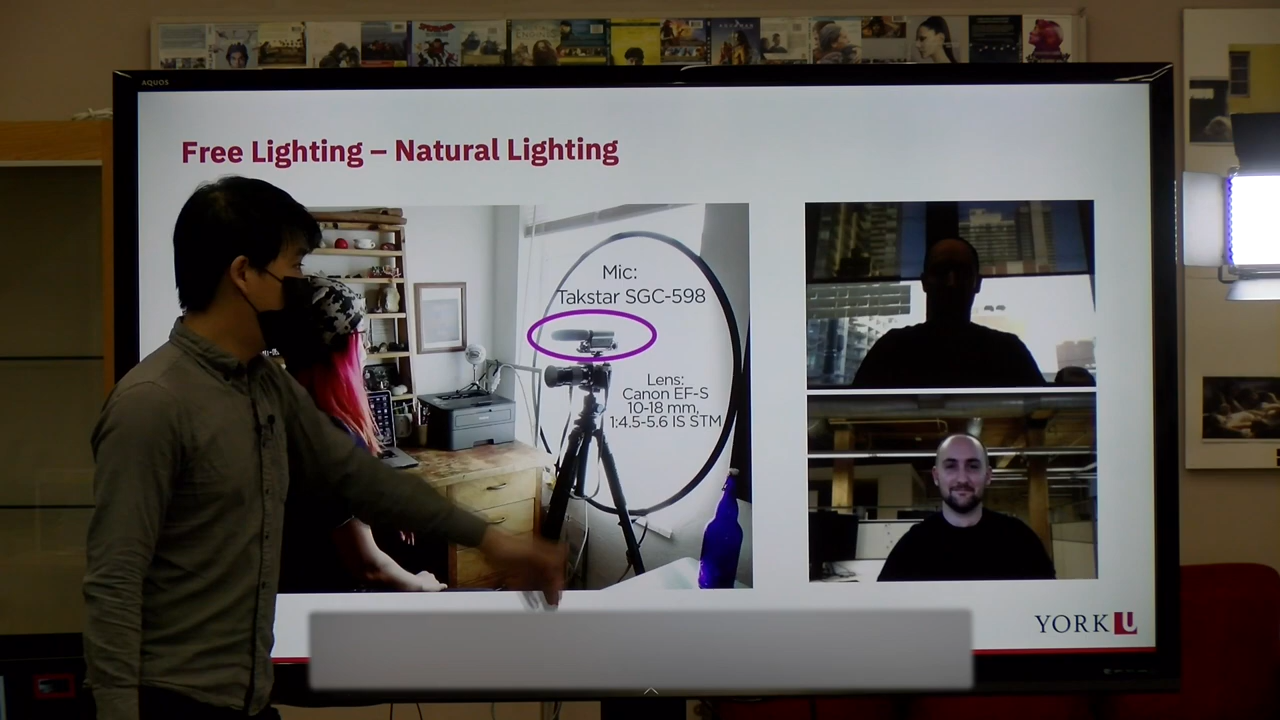 AQUOS
Free Lighting – Natural Lighting
Mic:
Takstar SGC-598
Lens:
Canon EF-S
10-18 mm,
1:4.5-5.6 IS STM
YORK U